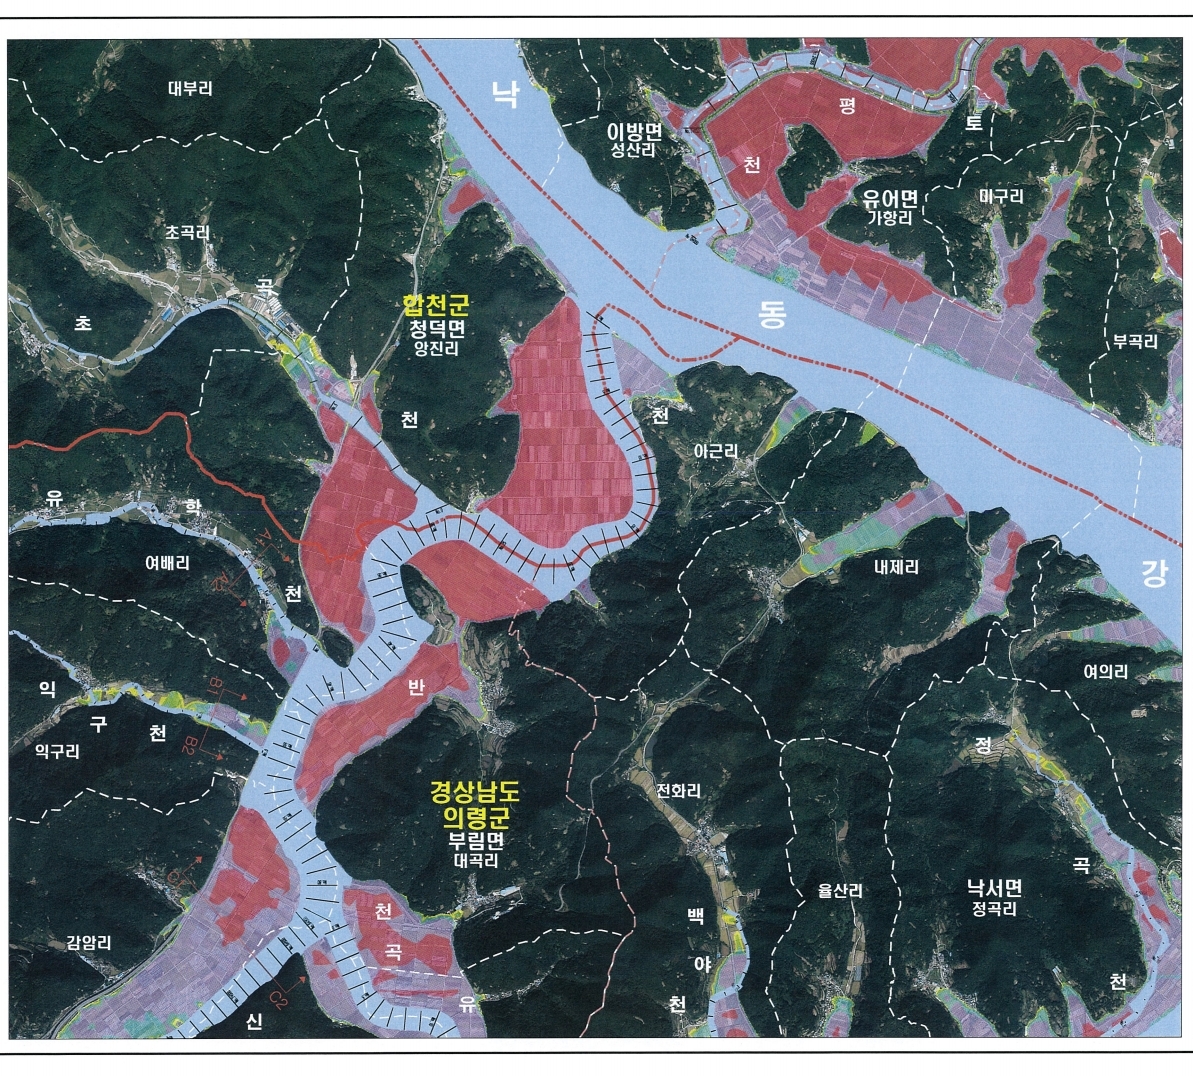 대부리
낙
이방면
성산리
평
토
천
유어면
가항리
미구리
초곡리
곡
초
합천군
청덕면
앙진리
동
부곡리
천
천
아근리
유
학
여배리
천
내제리
강
A1
A2
여의리
익
B1
반
구
천
B2
익구리
정
경상남도
의령군
부림면
대곡리
전화리
곡
율산리
낙서면
정곡리
천
백
곡
감암리
야
천
유
천
C2
신